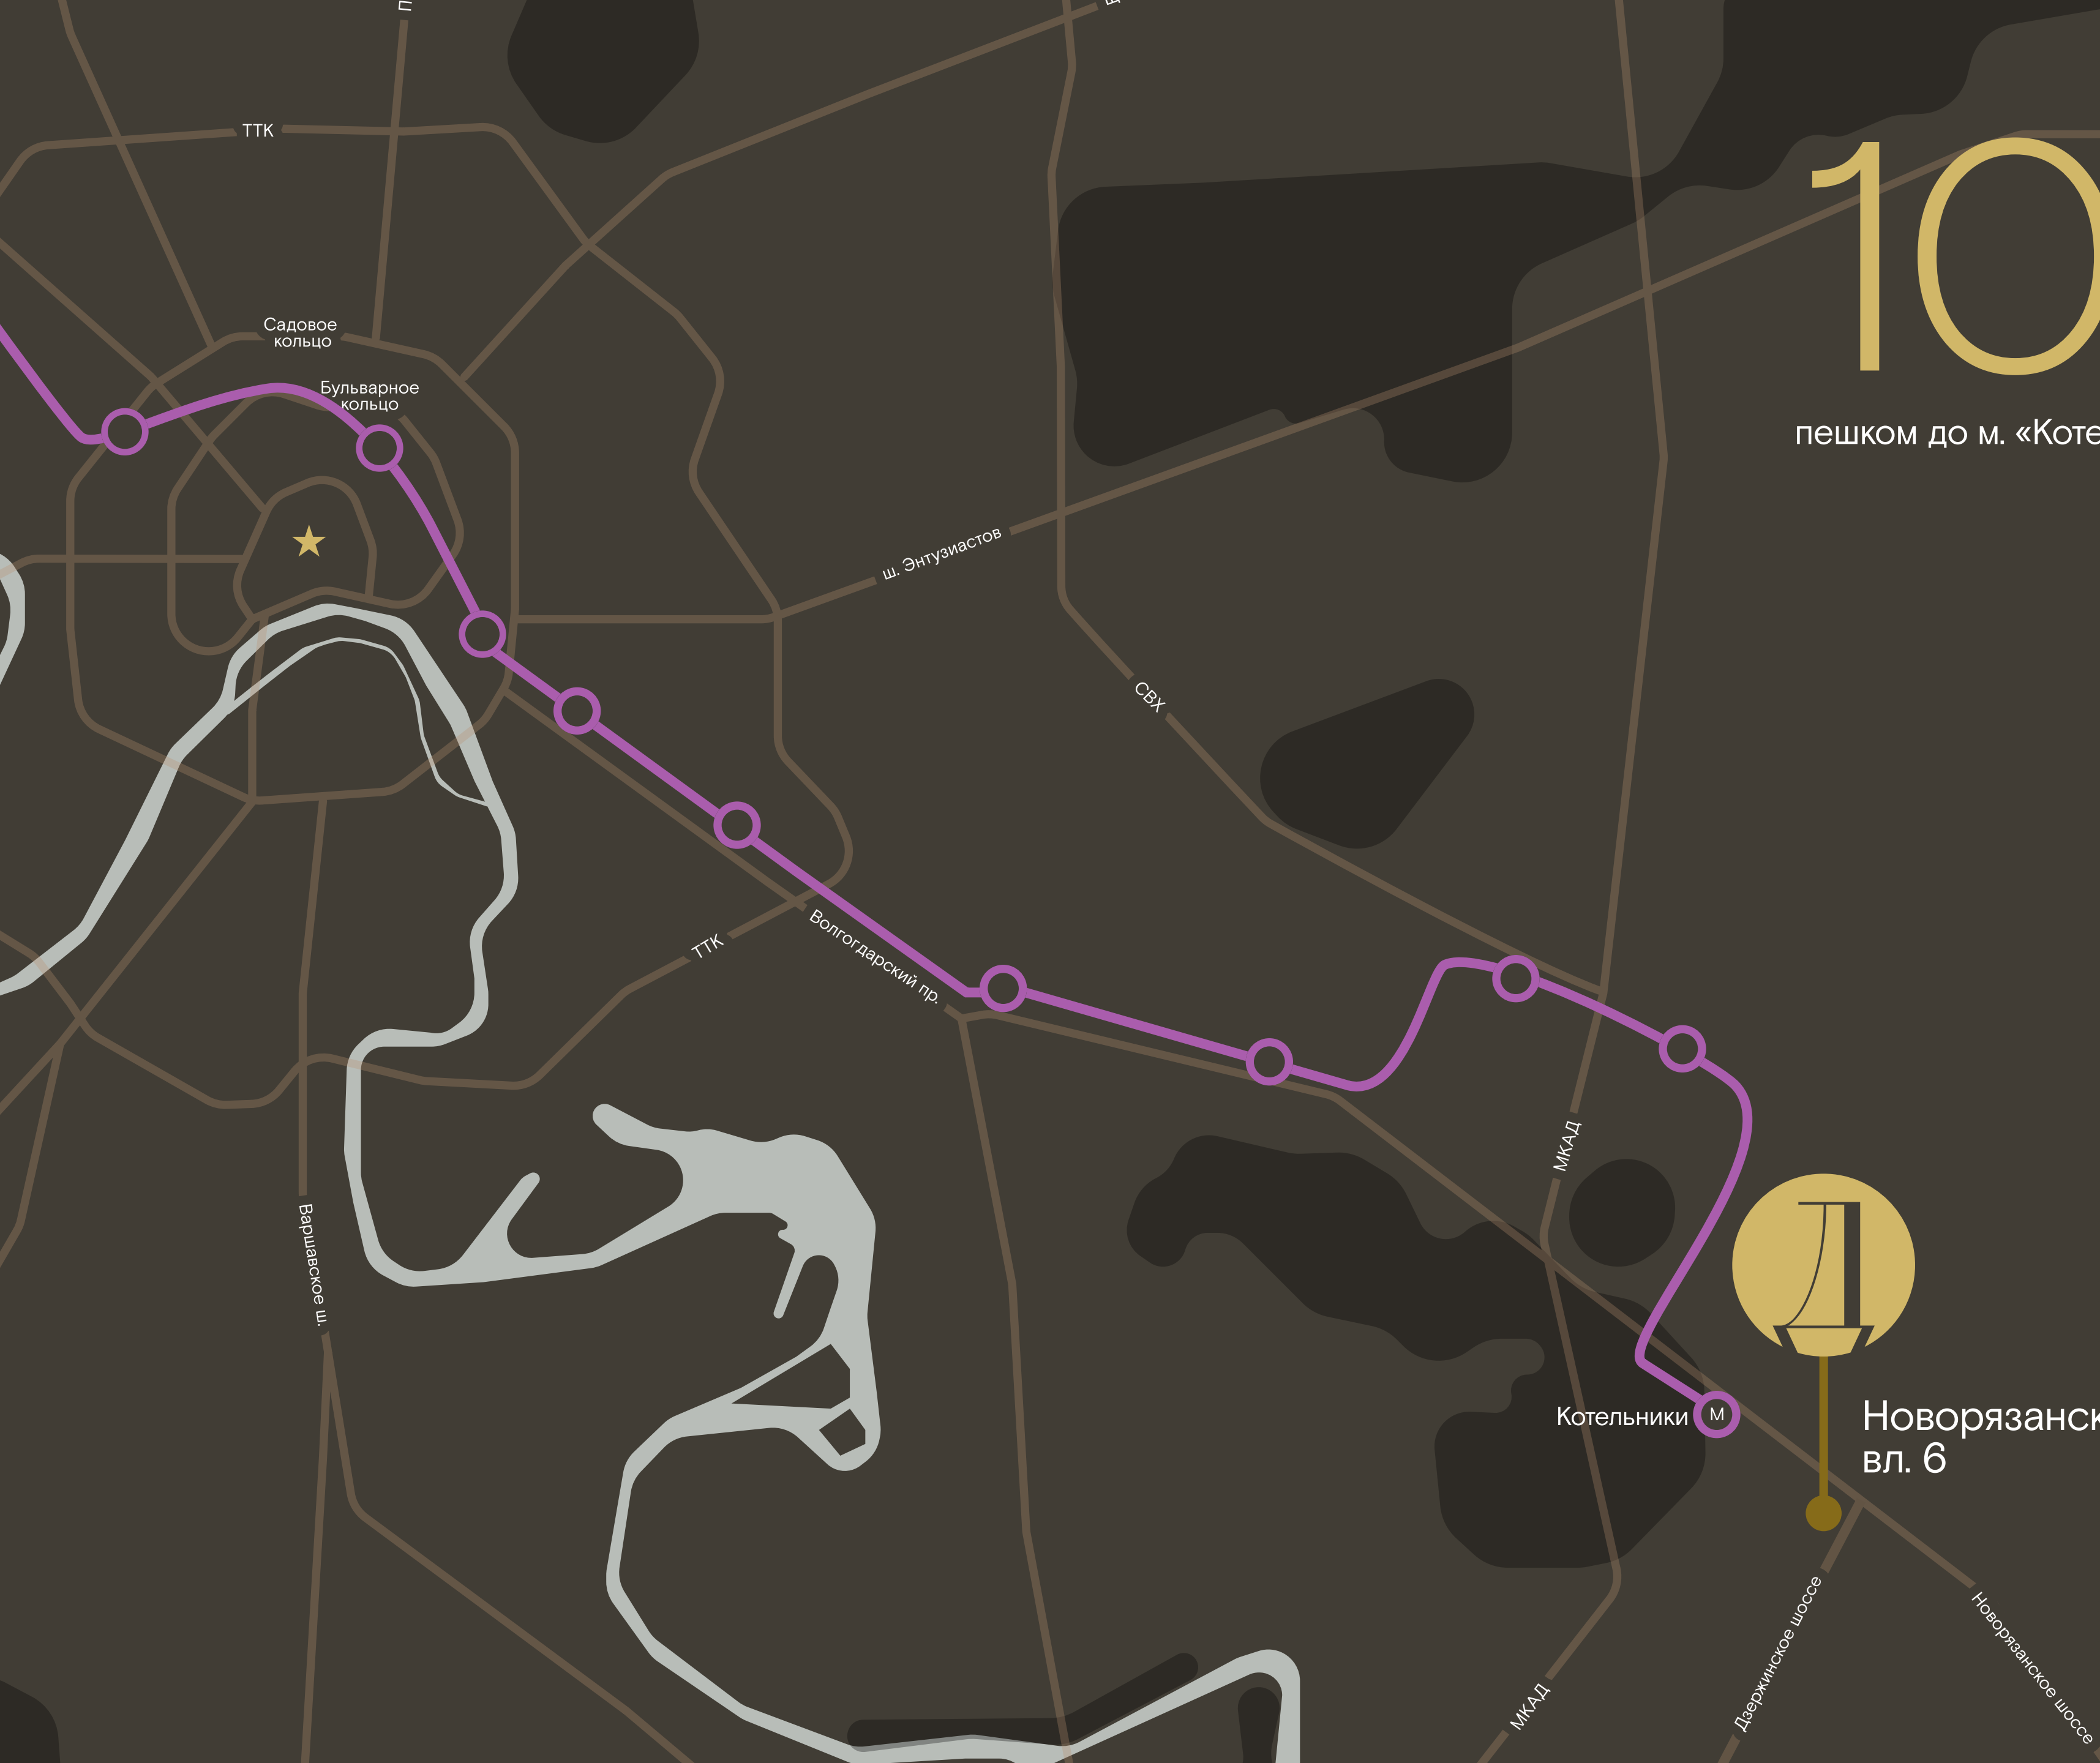 ТТК
Садовое
кольцо
Бульварное
кольцо
10
пешком до м. «Коте
ш. Энтузиастов
СВХ
ТТК
Волгогдарский пр.
МКАД
Варшавское ш.
Д
Котельники
М
Новорязанск
вл. 6
Дзержинское шоссе
Новорязанское шоссе
МКАД